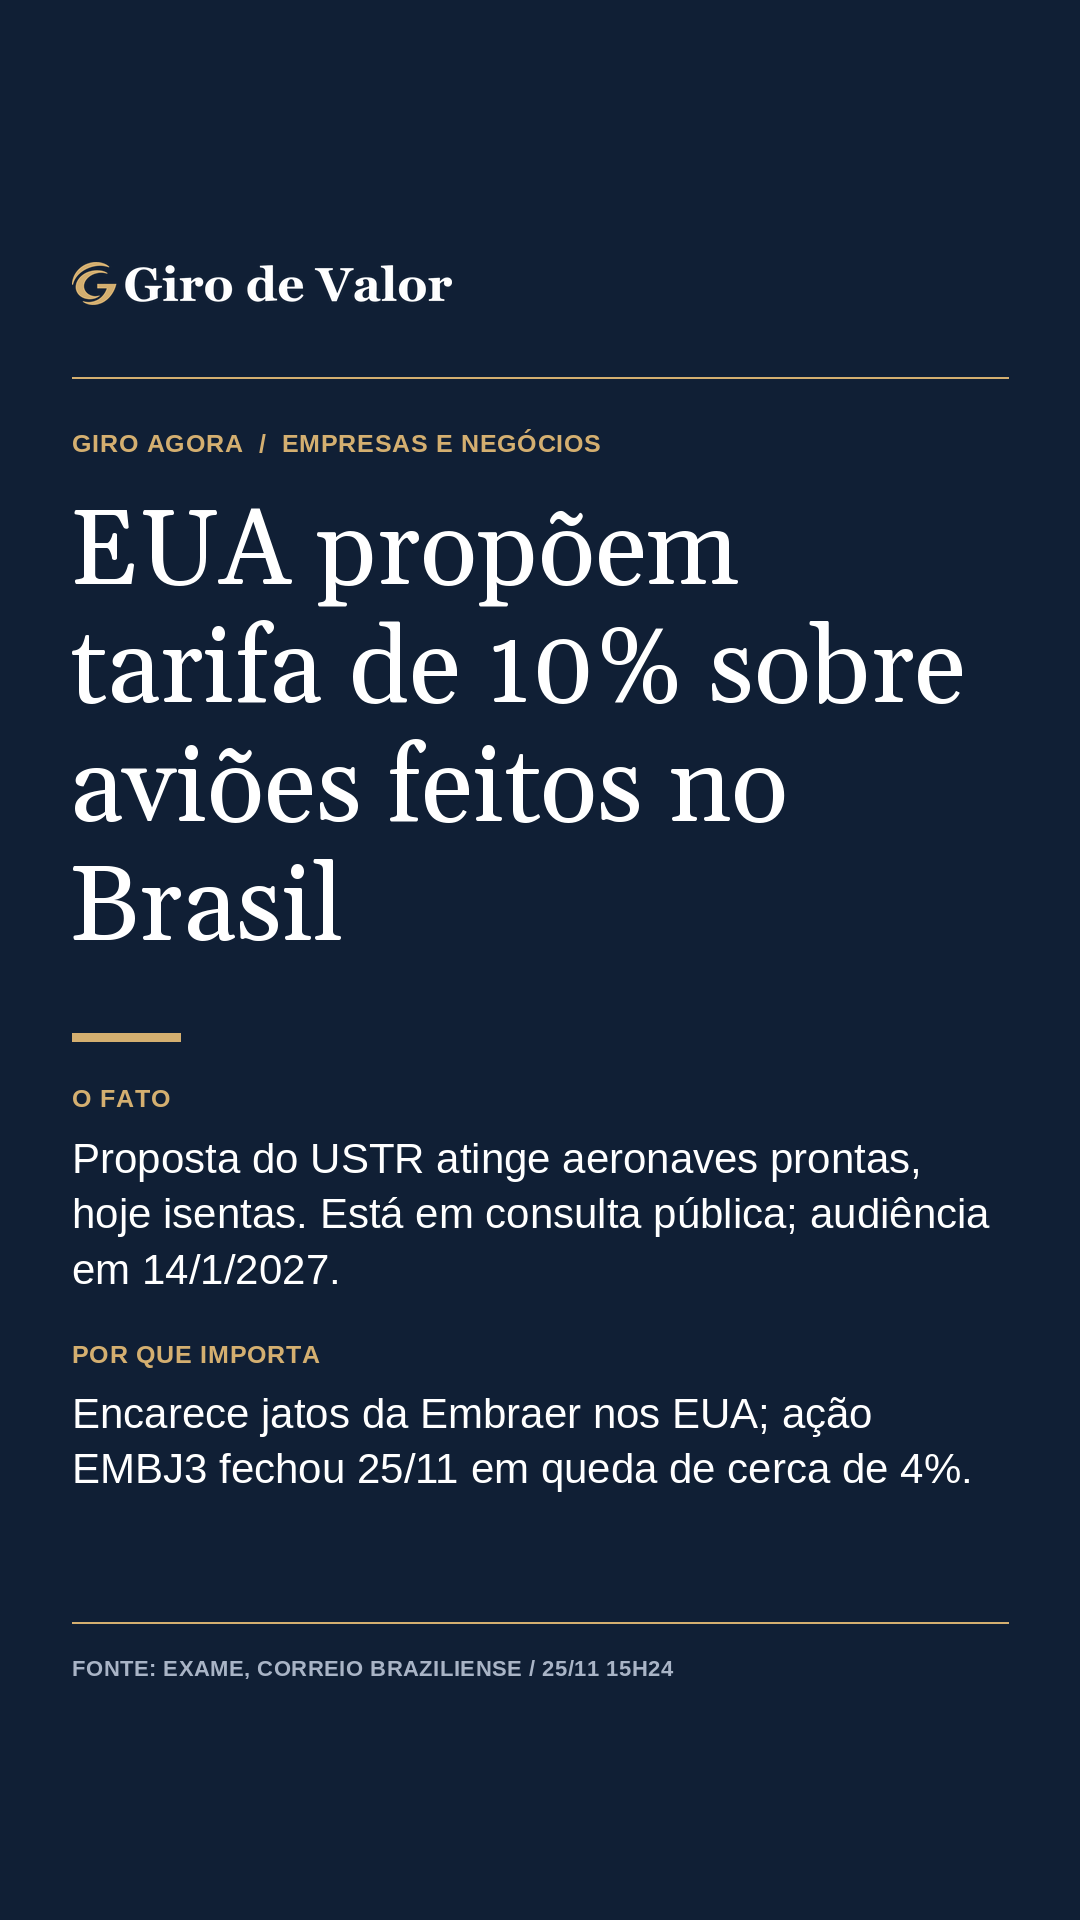 Giro de Valor
GIRO AGORA / EMPRESAS E NEGÓCIOS
EUA propõem
tarifa de 10% sobre
aviões feitos no
Brasil
O FATO
Proposta do USTR atinge aeronaves prontas,
hoje isentas. Está em consulta pública; audiência
em 14/1/2027.
POR QUE IMPORTA
Encarece jatos da Embraer nos EUA; ação
EMBJ3 fechou 25/11 em queda de cerca de 4%.
FONTE: EXAME, CORREIO BRAZILIENSE / 25/11 15H24